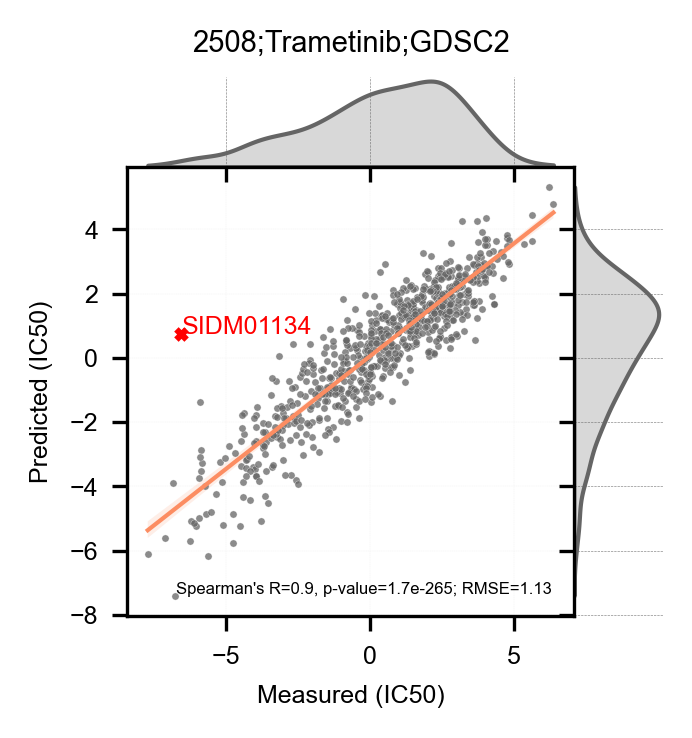 2508;Trametinib;GDSC2
SIDM01134
4
2
0
−2
−4
−6
−8
Predicted (IC50)
Spearman's R=0.9, p-value=1.7e-265; RMSE=1.13
−5 0 5
Measured (IC50)